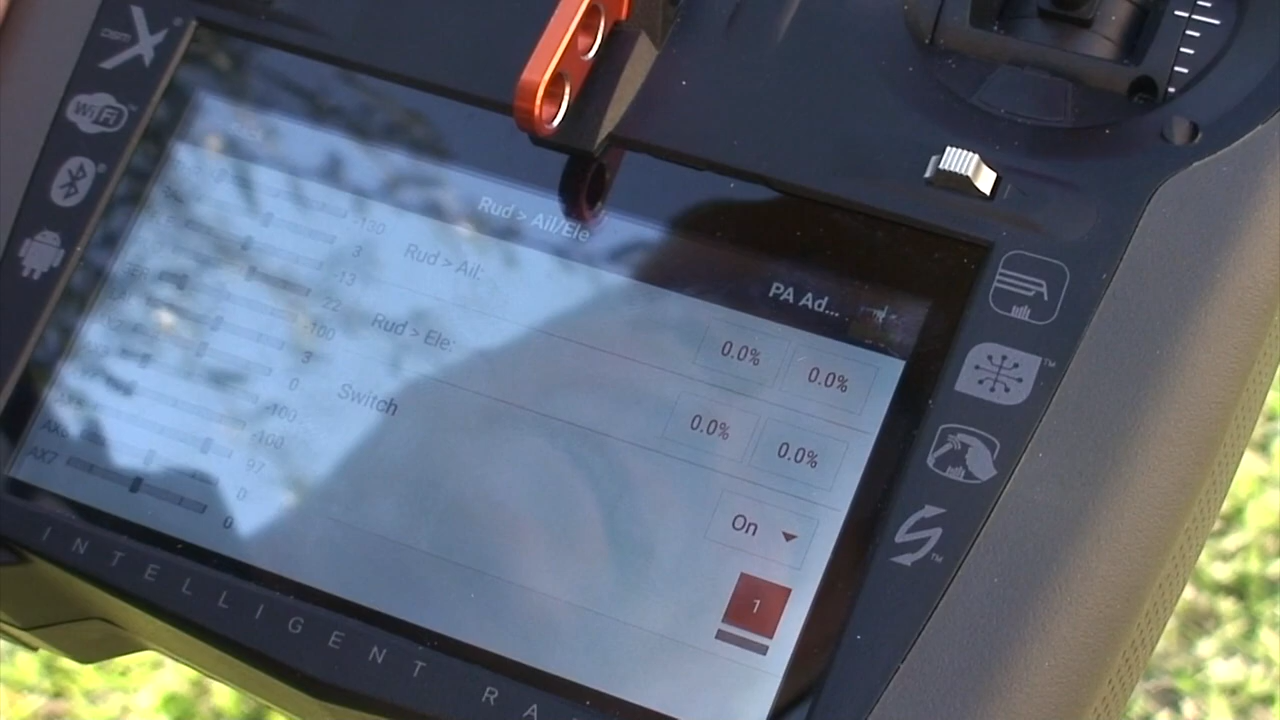 DSM X
WiFi
Rud > Ail/Ele
PA Ad...
-130
3
-13
22
-100
3
0
-100
-100
97
0
AX7
0
Rud > Ail:
0.0%
0.0%
Rud > Ele:
0.0%
0.0%
Switch
On
1
INTELLIGENT RA